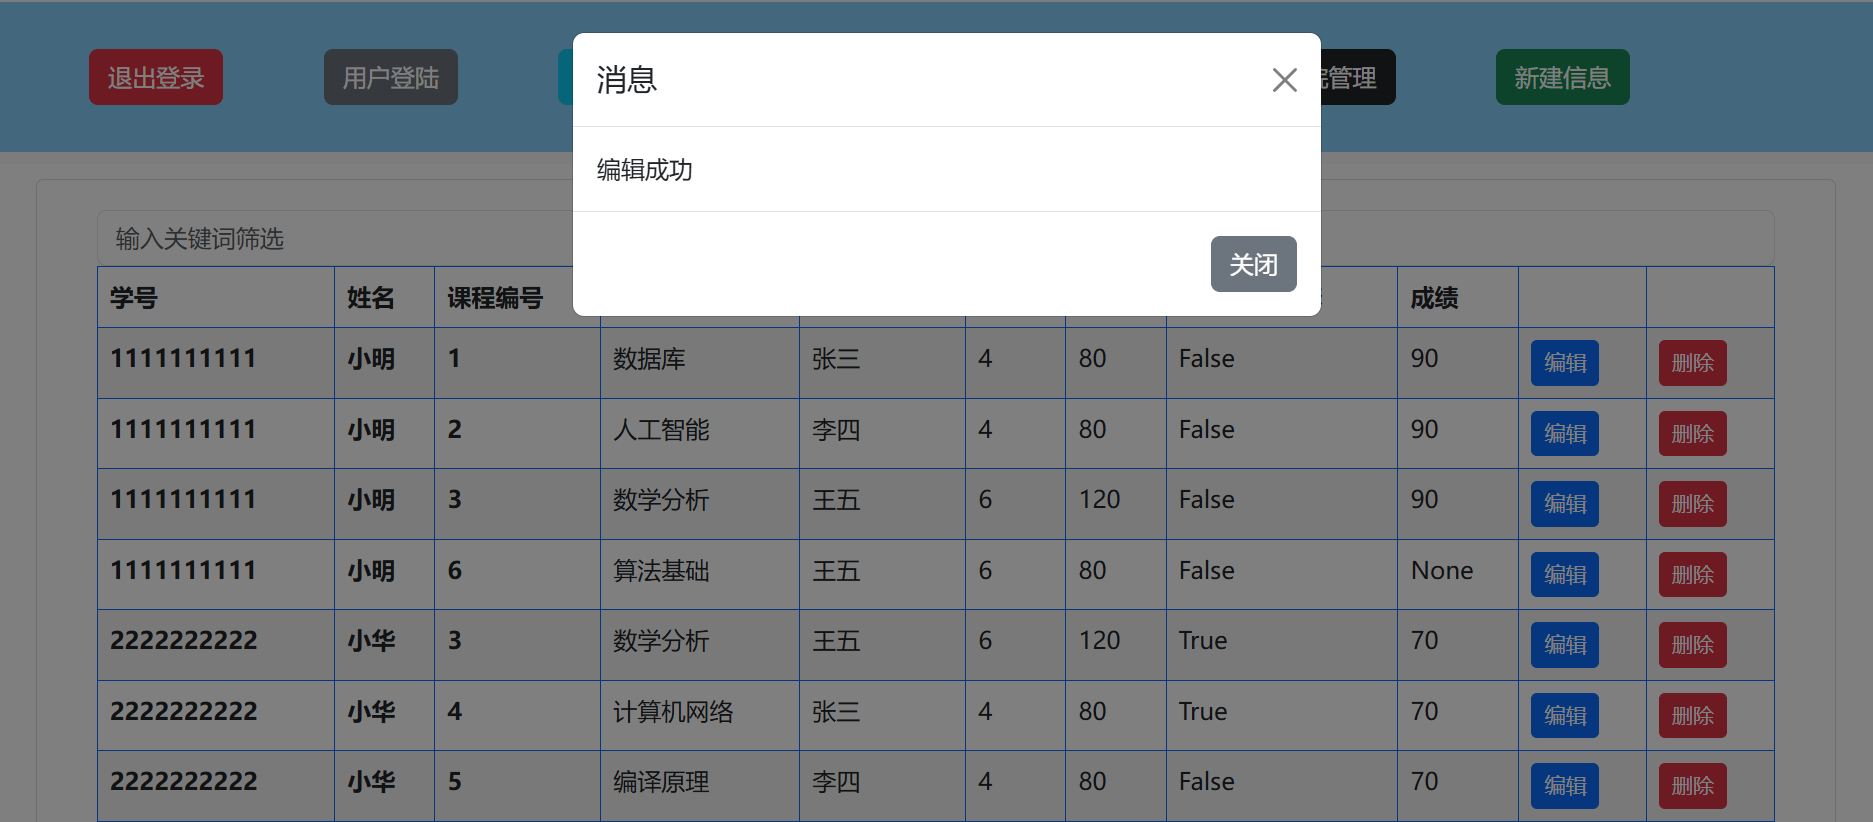 退出登录 用户登陆 管理 新建信息
消息
编辑成功
关闭
输入关键词筛选
学号 姓名 课程编号 成绩
1111111111 小明 1 数据库 张三 4 80 False 90 编辑 删除
1111111111 小明 2 人工智能 李四 4 80 False 90 编辑 删除
1111111111 小明 3 数学分析 王五 6 120 False 90 编辑 删除
1111111111 小明 6 算法基础 王五 6 80 False None 编辑 删除
2222222222 小华 3 数学分析 王五 6 120 True 70 编辑 删除
2222222222 小华 4 计算机网络 张三 4 80 True 70 编辑 删除
2222222222 小华 5 编译原理 李四 4 80 False 70 编辑 删除